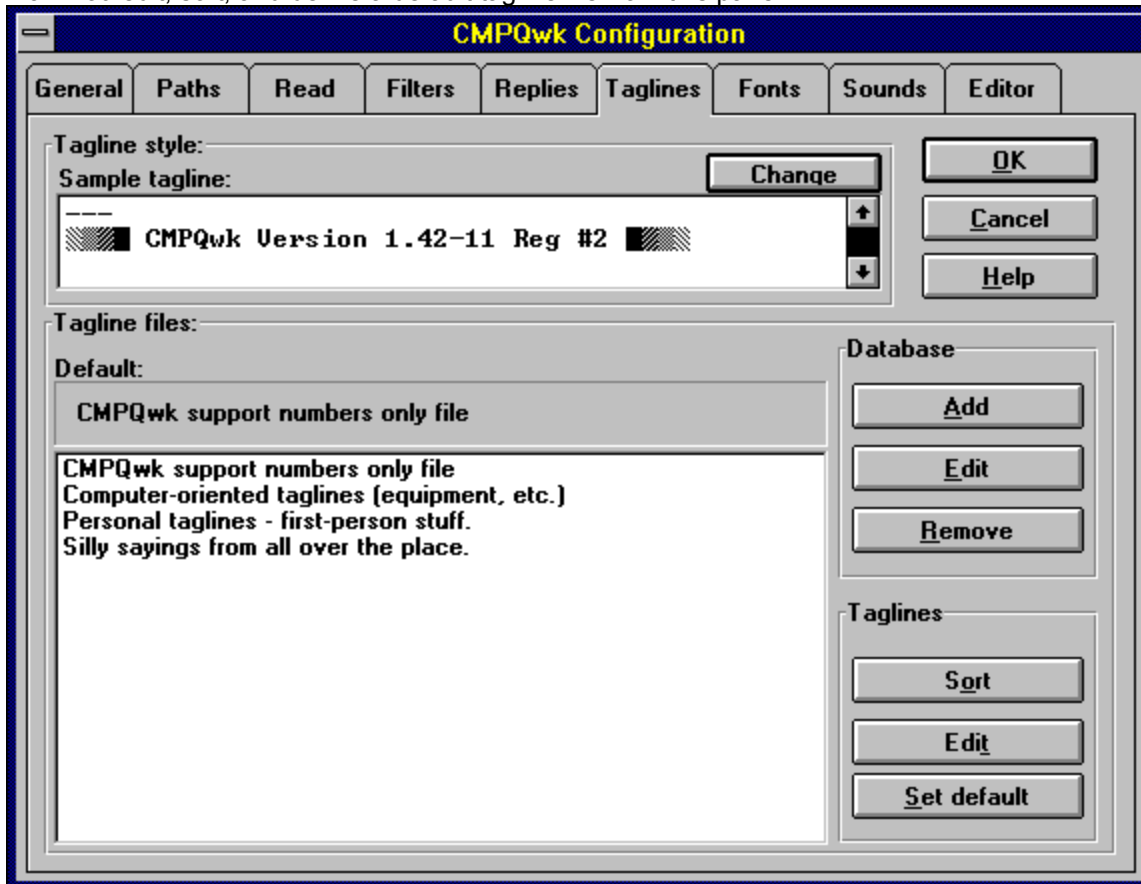 CMPQwk Configuration
General Paths Read Filters Replies Taglines Fonts Sounds Editor
Tagline style:
Sample tagline:
Change
---
CMPQwk Version 1.42-11 Reg #2
OK
Cancel
Help
Tagline files:
Default:
CMPQwk support numbers only file
CMPQwk support numbers only file
Computer-oriented taglines (equipment, etc.)
Personal taglines - first-person stuff.
Silly sayings from all over the place.
Database
Add
Edit
Remove
Taglines
Sort
Edit
Set default